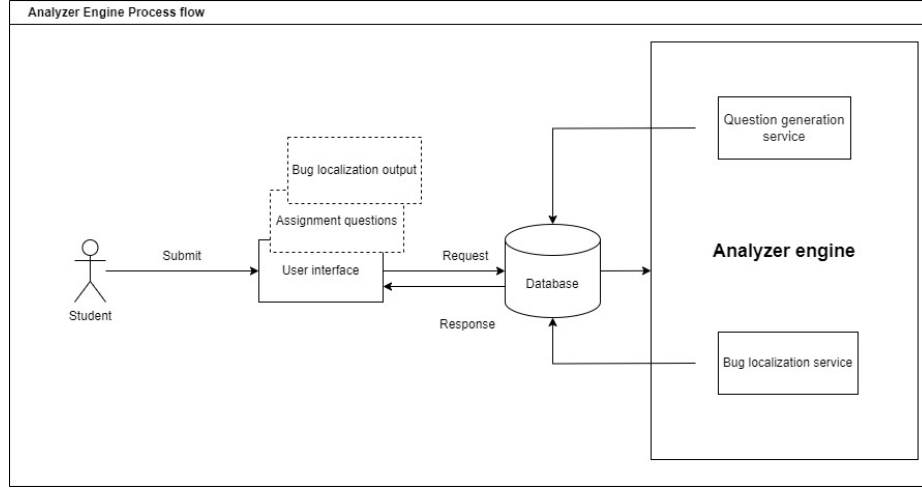 Analyzer Engine Process flow
Question generation
service
Bug localization output
Assignment questions
Analyzer engine
Submit
Request
User interface
Database
Student
Response
Bug localization service